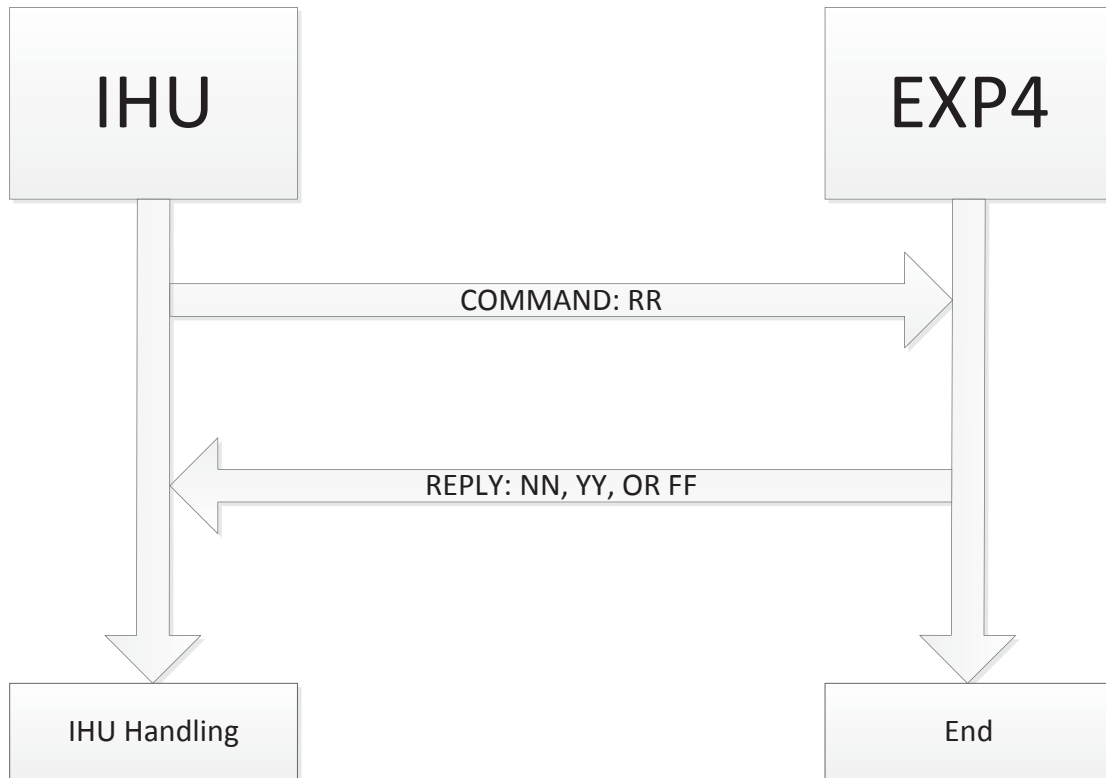 IHU
EXP4
COMMAND: RR
REPLY: NN, YY, OR FF
IHU Handling
End